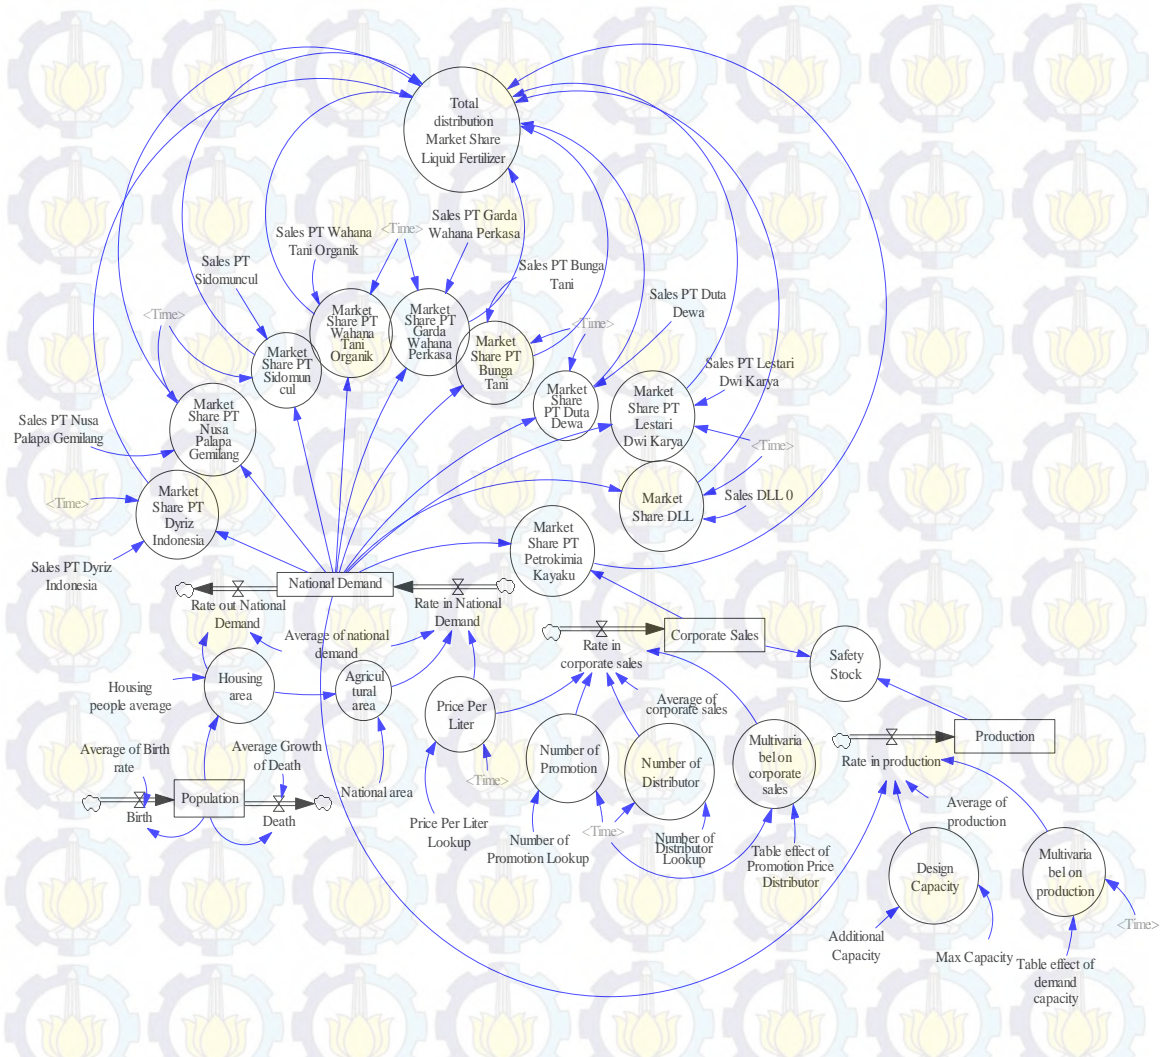 Total
distribution
Market Share
Liquid Fertilizer
Sales PT Garda
Wahana Perkasa
Sales PT Wahana
Tani Organik
<Time>
Sales PT
Sidomuncul
Sales PT Bunga
Tani
Sales PT Duta
Dewa
<Time>
<Time>
Market
Share PT
Wahana
Tani
Organik
Market
Share PT
Garda
Wahana
Perkasa
Market
Share PT
Bunga
Tani
Market
Share PT
Sidomun
cul
Sales PT Lestari
Dwi Karya
Market
Share
PT Duta
Dewa
Market
Share PT
Lestari
Dwi Karya
Market
Share PT
Nusa
Palapa
Gemilang
Sales PT Nusa
Palapa Gemilang
<Time>
<Time>
Market
Share PT
Dyriz
Indonesia
Market
Share DLL
Sales DLL 0
Market
Share PT
Petrokimia
Kayaku
Sales PT Dyriz
Indonesia
National Demand
Rate out National
Demand
Rate in National
Demand
Average of national
demand
Rate in
corporate sales
Corporate Sales
Safety
Stock
Housing
area
Agricul
tural
area
Housing
people average
Price Per
Liter
Average of
corporate sales
Number of
Promotion
Number of
Distributor
Multivaria
bel on
corporate
sales
Production
Rate in production
Average of Birth
rate
Average Growth
of Death
Population
Birth
Death
National area
<Time>
Price Per Liter
Lookup
Number of
Promotion Lookup
<Time>
Number of
Distributor
Lookup
Table effect of
Promotion Price
Distributor
Average of
production
Design
Capacity
Multivaria
bel on
production
Additional
Capacity
Max Capacity
<Time>
Table effect of
demand
capacity